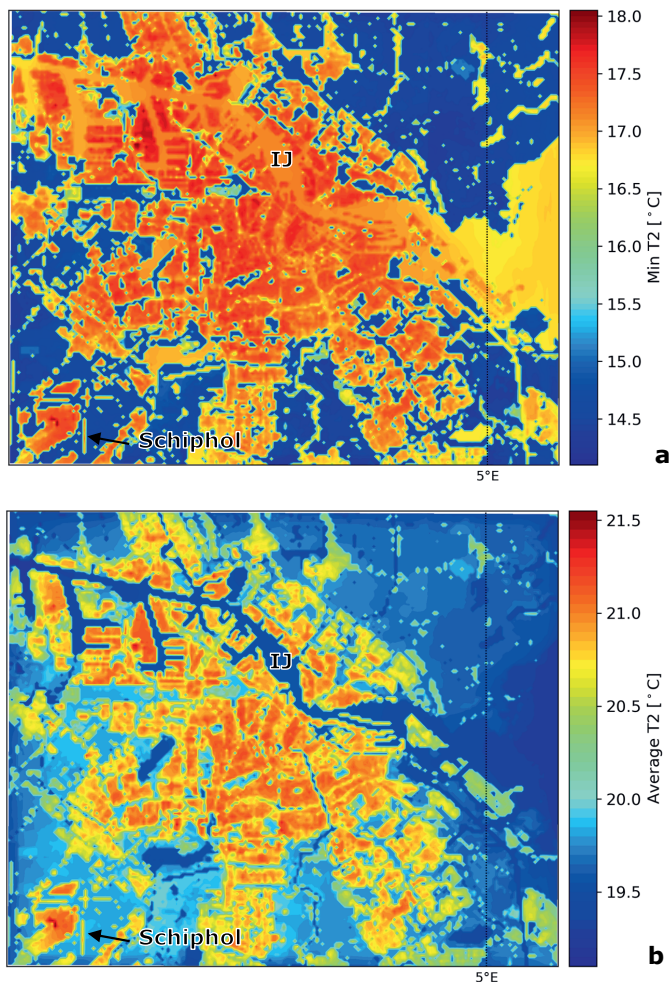 18.0
17.5
17.0
16.5
16.0
15.5
15.0
14.5
Min T2 [°C]
IJ
Schiphol
5°E
a
21.5
21.0
20.5
20.0
19.5
Average T2 [°C]
IJ
Schiphol
5°E
b